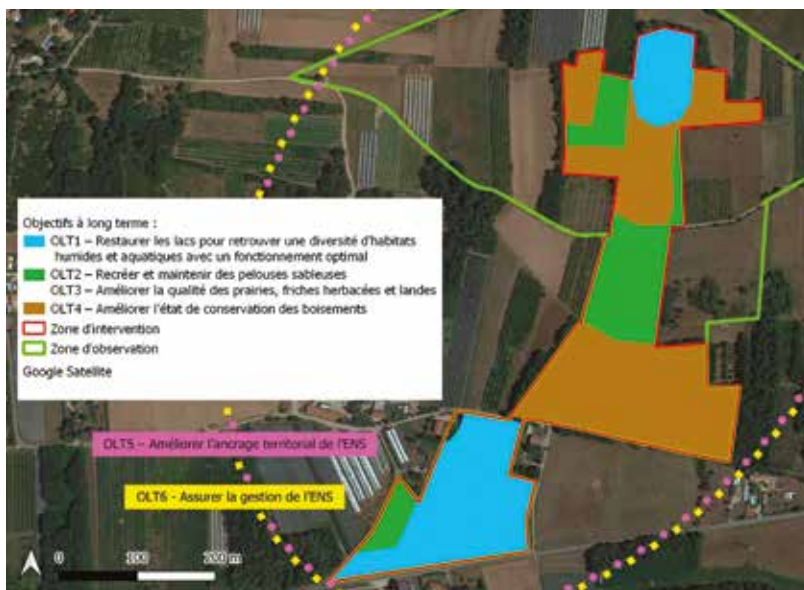 Objectifs à long terme :
OLT1 – Restaurer les lacs pour retrouver une diversité d'habitats
humides et aquatiques avec un fonctionnement optimal
OLT2 – Recréer et maintenir des pelouses sableuses
OLT3 – Améliorer la qualité des prairies, friches herbacées et landes
OLT4 – Améliorer l'état de conservation des boisements
Zone d'intervention
Zone d'observation
Google Satellite
OLT5 – Améliorer l'ancrage territorial de l'ENS
OLT6 - Assurer la gestion de l'ENS
0 100 200 m